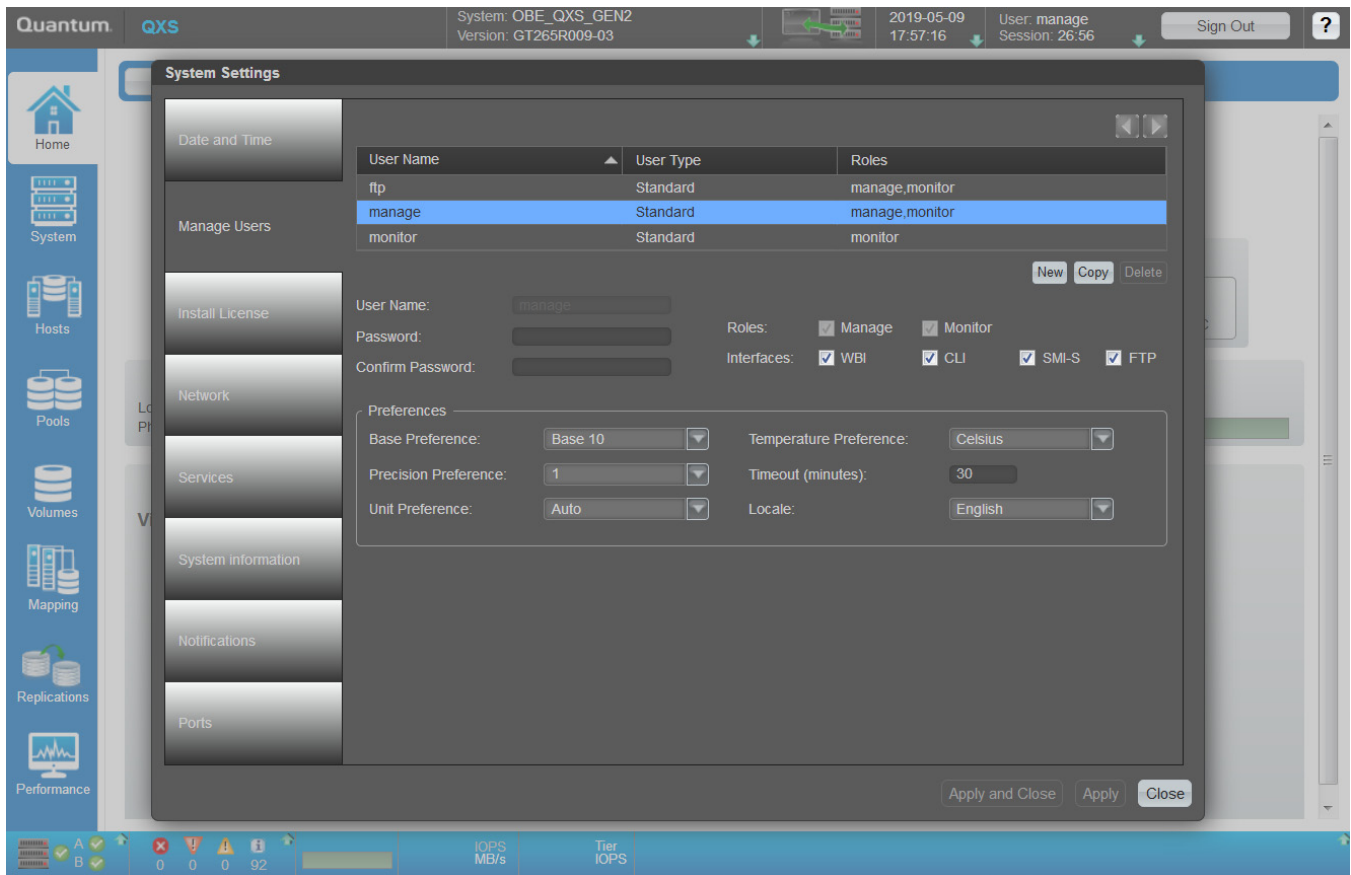 Quantum. QXS
System: OBE_QXS_GEN2
Version: GT265R009-03
2019-05-09
17:57:16
User: manage
Session: 26:56
Sign Out
?
Home
System
Hosts
Pools
Volumes
Mapping
Replications
Performance
System Settings
Date and Time
Manage Users
Install License
Network
Services
System information
Notifications
Ports
User Name User Type Roles
ftp Standard manage,monitor
manage Standard manage,monitor
monitor Standard monitor
New Copy Delete
User Name: manage
Password:
Confirm Password:
Roles: Manage Monitor
Interfaces: WBI CLI SMI-S FTP
Preferences
Base Preference: Base 10 Temperature Preference: Celsius
Precision Preference: 1 Timeout (minutes): 30
Unit Preference: Auto Locale: English
Apply and Close Apply Close
A
B
0 0 0 92
IOPS
MB/s
Tier
IOPS